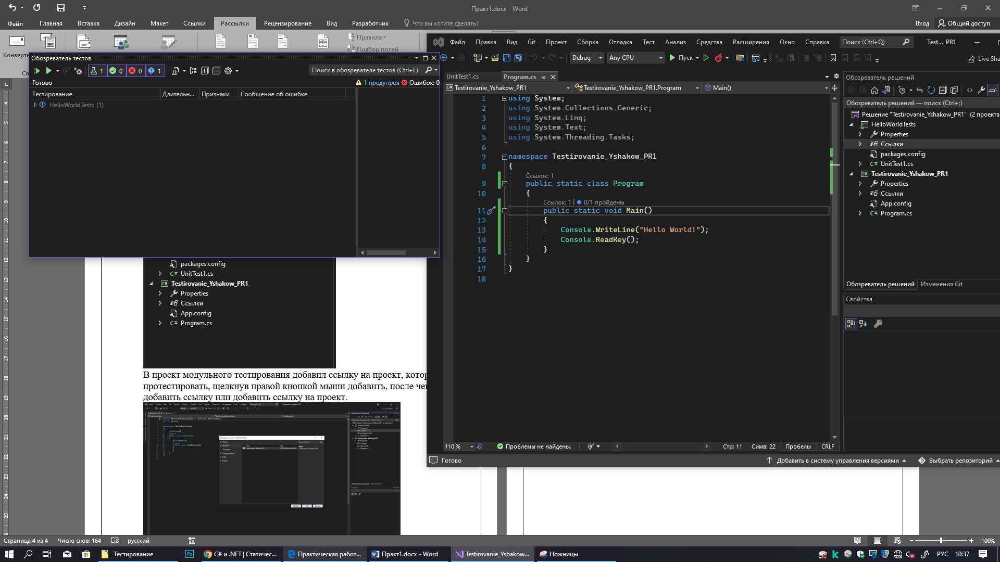 Практ1.docx - Word
Файл
Главная
Вставка
Дизайн
Макет
Ссылки
Рассылки
Рецензирование
Вид
Разработчик
Что вы хотите сделать?
Вход
Общий доступ
Конверты
Правила
Подбор полей
Со
Обозреватель тестов
1
0
0
1
Поиск в обозревателе тестов (Ctrl+E)
Готово
1 предупреж
Ошибок: 0
Тестирование
Длительн...
Признаки
Сообщение об ошибке
HelloWorldTests (1)
packages.config
C# UnitTest1.cs
C# Testirovanie_Yshakow_PR1
Properties
Ссылки
App.config
C# Program.cs
В проект модульного тестирования добавил ссылку на проект, котор
протестировать, щелкнув правой кнопкой мыши добавить, после че
добавить ссылку или добавить ссылку на проект.
Файл
Правка
Вид
Git
Проект
Сборка
Отладка
Тест
Анализ
Средства
Расширения
Окно
Справка
Поиск (Ctrl+Q)
Test..._PR1
Debug
Any CPU
Пуск
Live Sha
UnitTest1.cs
Program.cs
C# Testirovanie_Yshakow_PR1
Testirovanie_Yshakow_PR1.Program
Main()
1 using System;
2 using System.Collections.Generic;
3 using System.Linq;
4 using System.Text;
5 using System.Threading.Tasks;
6
7 namespace Testirovanie_Yshakow_PR1
8 {
Ссылок: 1
9 public static class Program
10 {
Ссылок: 1 | 0/1 пройдены
11 public static void Main()
12 {
13 Console.WriteLine("Hello World!");
14 Console.ReadKey();
15 }
16 }
17 }
18
110 %
Проблемы не найдены.
Стр: 11
Симв: 22
Пробелы
CRLF
Готово
Добавить в систему управления версиями
Выбрать репозиторий
Обозреватель решений
Обозреватель решений — поиск (Ctrl+;)
Решение "Testirovanie_Yshakow_PR1" (2 проекта
HelloWorldTests
Properties
Ссылки
packages.config
C# UnitTest1.cs
C# Testirovanie_Yshakow_PR1
Properties
Ссылки
App.config
C# Program.cs
Обозреватель решений
Изменения Git
Свойства
Страница 4 из 4
Число слов: 164
русский
100%
_Тестирование
Ps
C# и .NET | Статичес...
Практическая работ...
Практ1.docx - Word
Testirovanie_Yshakow...
Ножницы
РУС
10:37